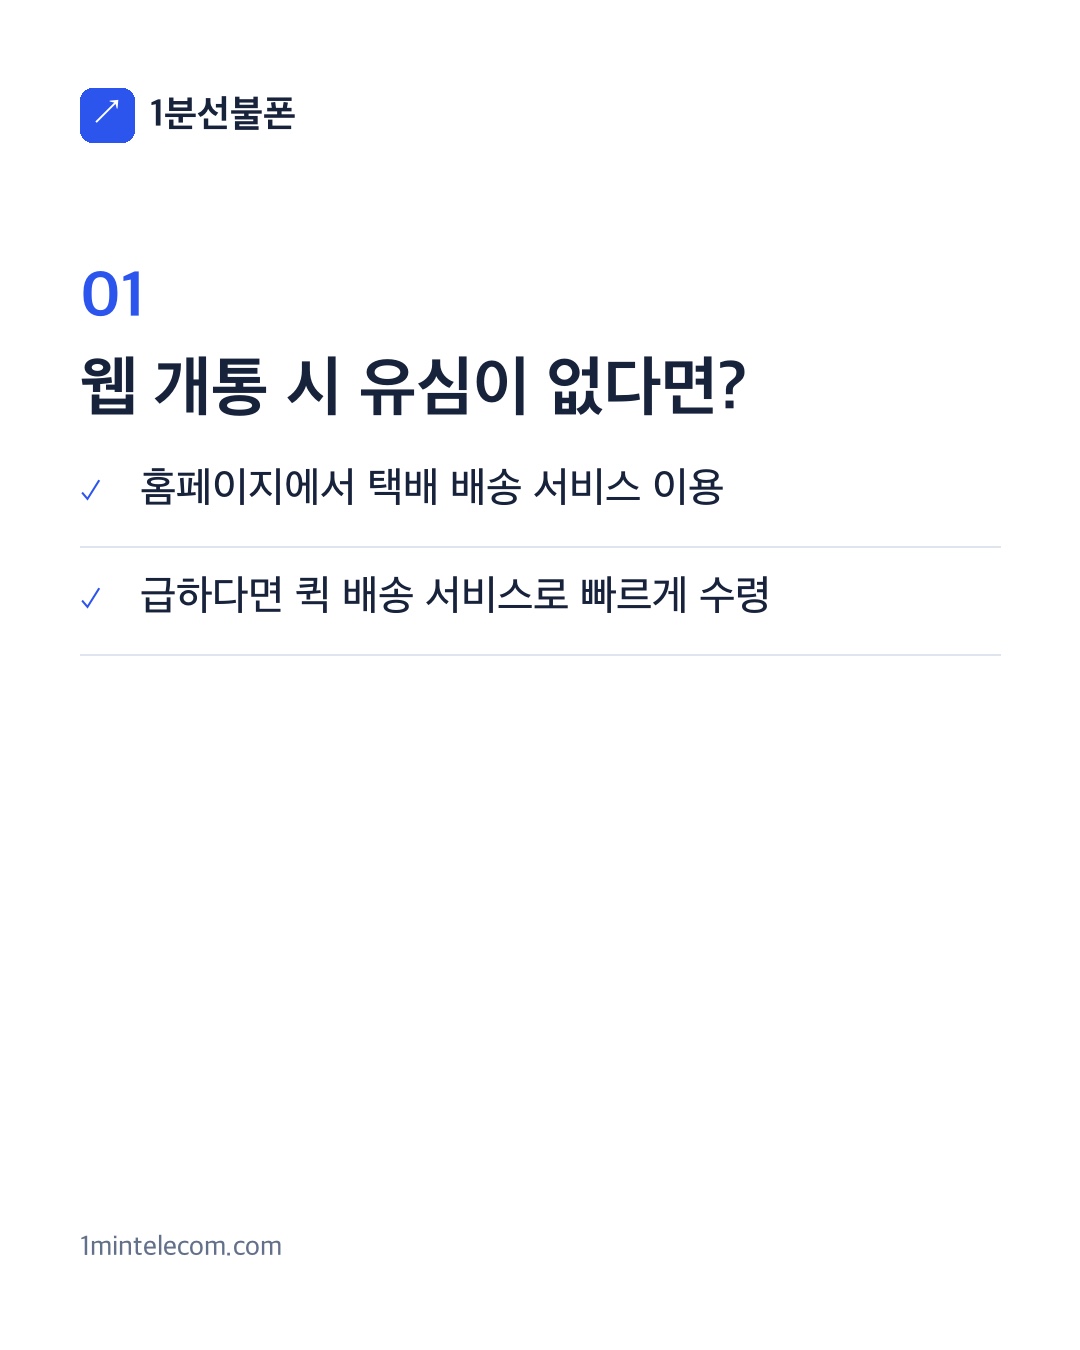 1분선불폰
01
웹 개통 시 유심이 없다면?
✓ 홈페이지에서 택배 배송 서비스 이용
✓ 급하다면 퀵 배송 서비스로 빠르게 수령
1mintelecom.com